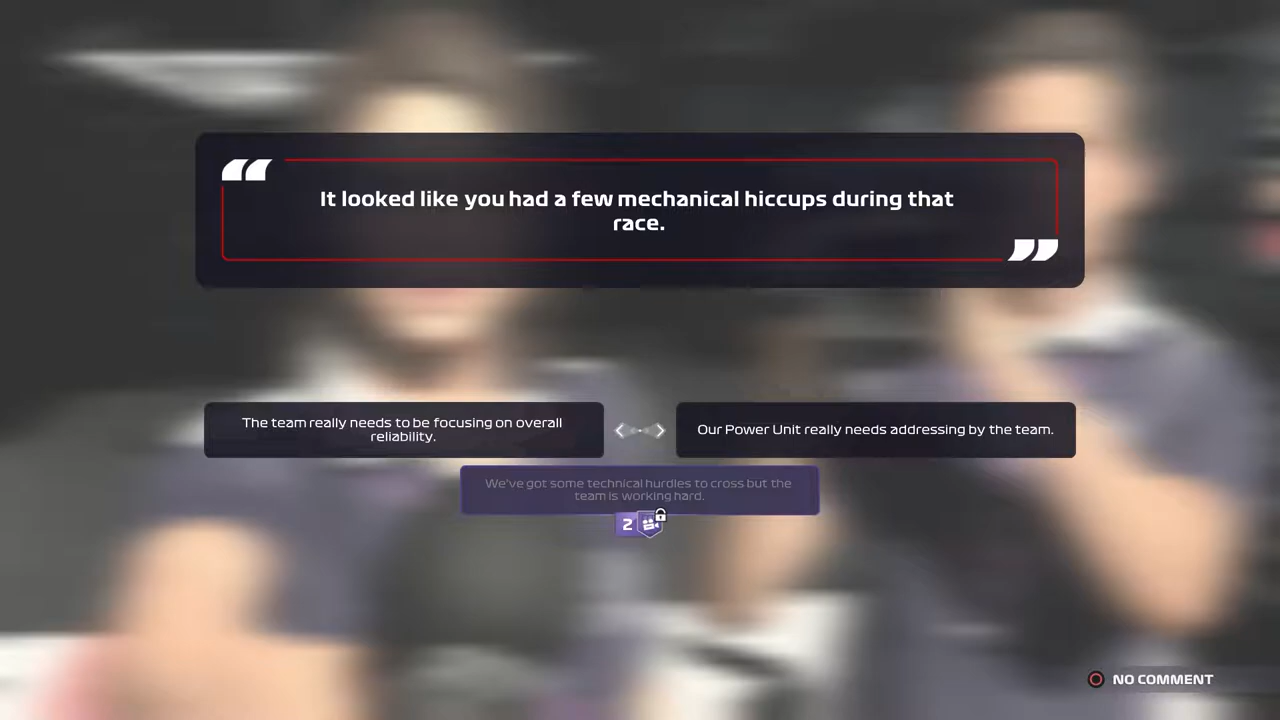 It looked like you had a few mechanical hiccups during that
race.
The team really needs to be focusing on overall
reliability.
Our Power Unit really needs addressing by the team.
We've got some technical hurdles to cross but the
team is working hard.
2
NO COMMENT